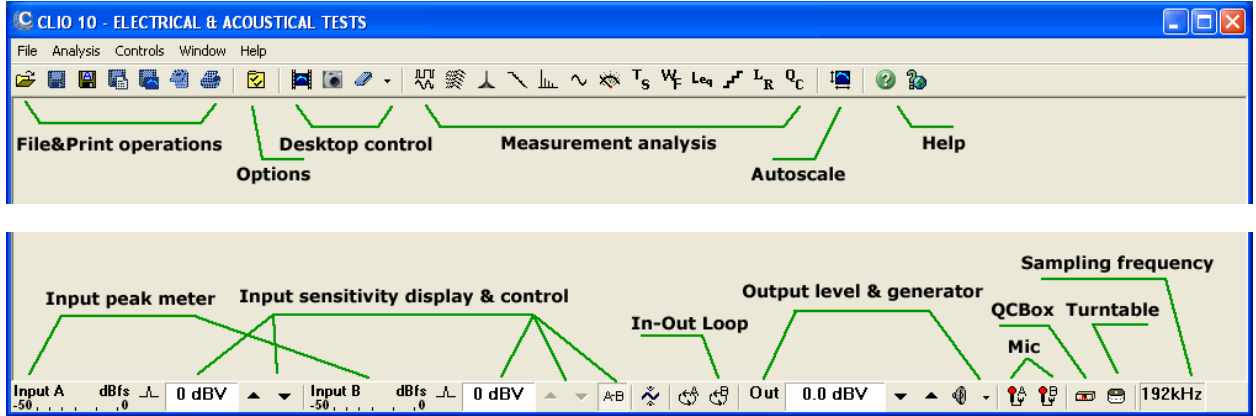 CLIO 10 - ELECTRICAL & ACOUSTICAL TESTS
File Analysis Controls Window Help
T S W F Leq L R Q C
File&Print operations
Desktop control
Measurement analysis
Help
Options
Autoscale
Sampling frequency
Input peak meter
Input sensitivity display & control
Output level & generator
In-Out Loop
QCBox Turntable
Mic
Input A dBfs 0 dBV Input B dBfs 0 dBV A-B A B Out 0.0 dBV A B 192kHz
-50 0 -50 0